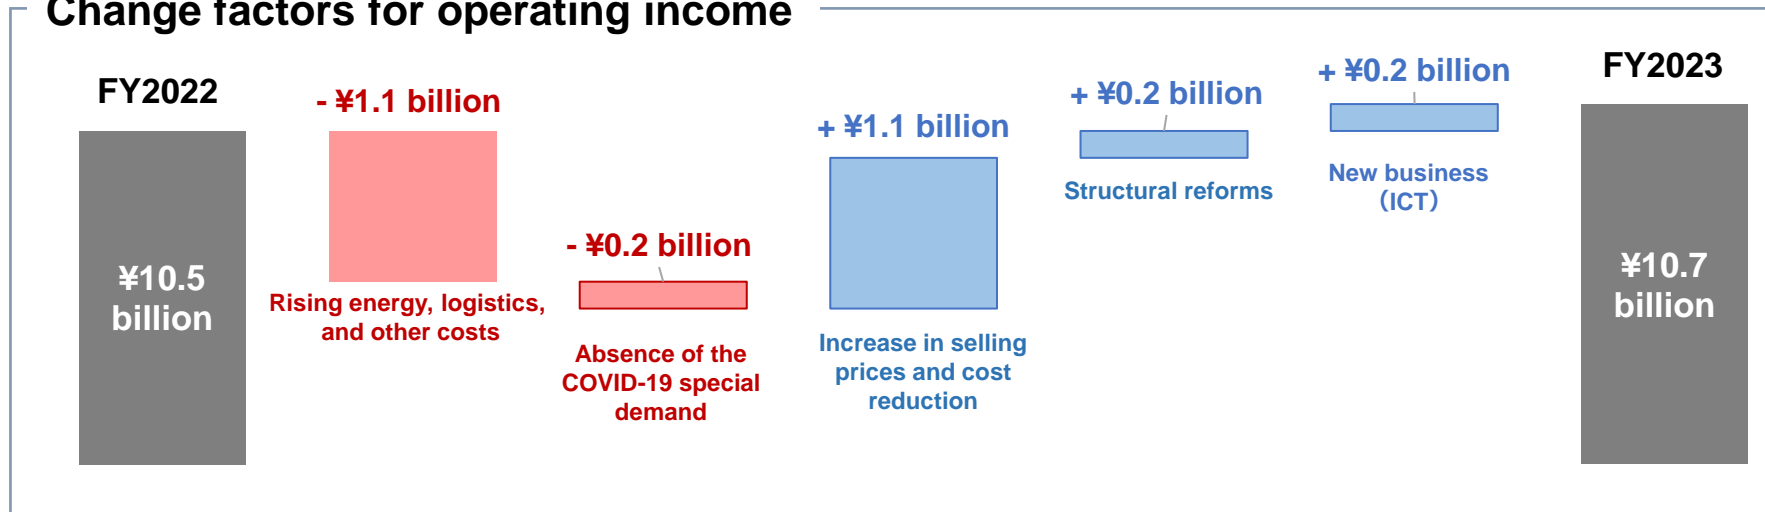 Change factors for operating income
FY2022
¥10.5
billion
- ¥1.1 billion
Rising energy, logistics,
and other costs
- ¥0.2 billion
Absence of the
COVID-19 special
demand
+ ¥1.1 billion
Increase in selling
prices and cost
reduction
+ ¥0.2 billion
Structural reforms
+ ¥0.2 billion
New business
（ICT）
FY2023
¥10.7
billion